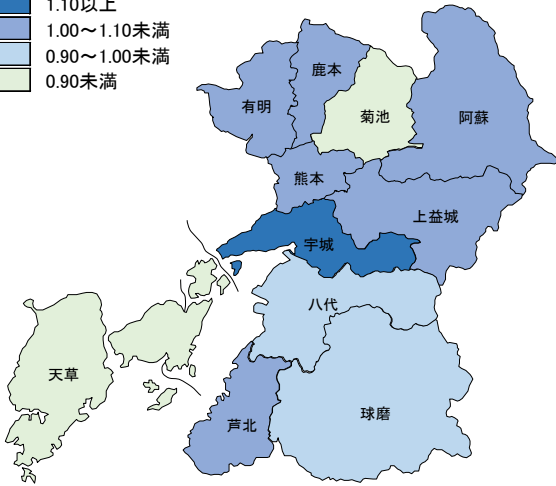 1.10以上
1.00～1.10未満
0.90～1.00未満
0.90未満
鹿本
有明
菊池
阿蘇
熊本
上益城
宇城
八代
天草
球磨
芦北